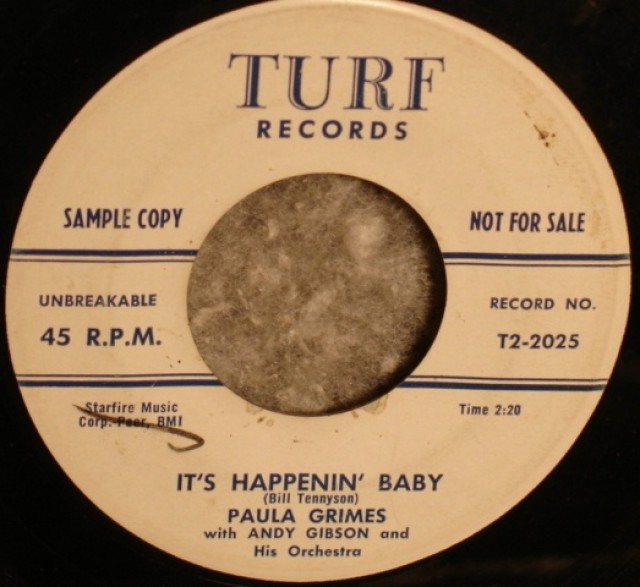 TURF
RECORDS
SAMPLE COPY
NOT FOR SALE
UNBREAKABLE
45 R.P.M.
RECORD NO.
T2-2025
Starfire Music
Corp.-Peer, BMI
Time 2:20
IT'S HAPPENIN' BABY
(Bill Tennyson)
PAULA GRIMES
with ANDY GIBSON and
His Orchestra